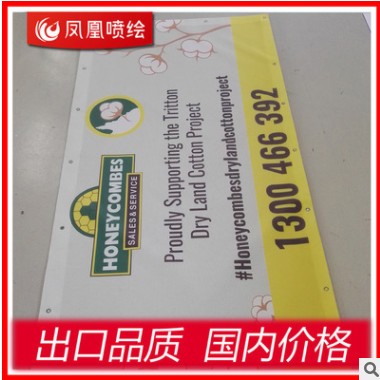 凤凰喷绘
HONEYCOMBES
SALES & SERVICE
Proudly Supporting the Tritton
Dry Land Cotton Project
#Honeycombesdrylandcottonproject
1300 466 392
出口品质 国内价格